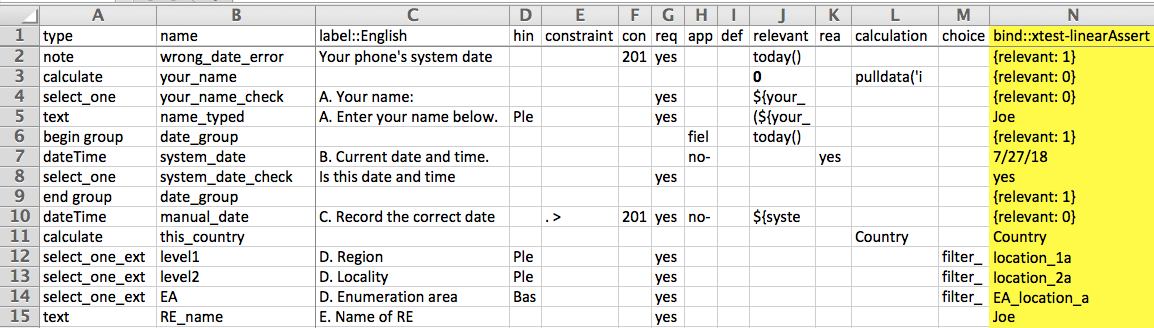 A B C D E F G H I J K L M N
1 type name label::English hin constraint con req app def relevant rea calculation choice bind::xtest-linearAssert
2 note wrong_date_error Your phone's system date 201 yes today() {relevant: 1}
3 calculate your_name 0 pulldata('i {relevant: 0}
4 select_one your_name_check A. Your name: yes ${your_ {relevant: 0}
5 text name_typed A. Enter your name below. Ple yes (${your_ Joe
6 begin group date_group fiel today() {relevant: 1}
7 dateTime system_date B. Current date and time. no- yes 7/27/18
8 select_one system_date_check Is this date and time yes yes
9 end group date_group {relevant: 1}
10 dateTime manual_date C. Record the correct date . > 201 yes no- ${syste {relevant: 0}
11 calculate this_country Country Country
12 select_one_ext level1 D. Region Ple yes filter_ location_1a
13 select_one_ext level2 D. Locality Ple yes filter_ location_2a
14 select_one_ext EA D. Enumeration area Bas yes filter_ EA_location_a
15 text RE_name E. Name of RE yes Joe